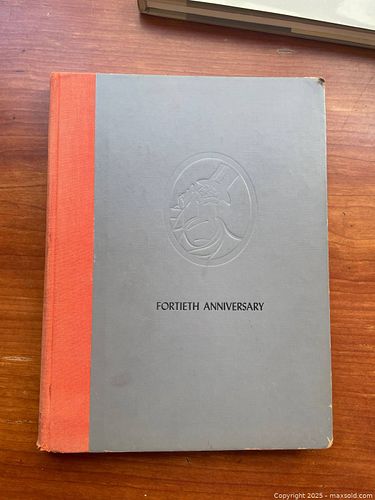 FORTIETH ANNIVERSARY
Copyright 2025 - maxsold.com